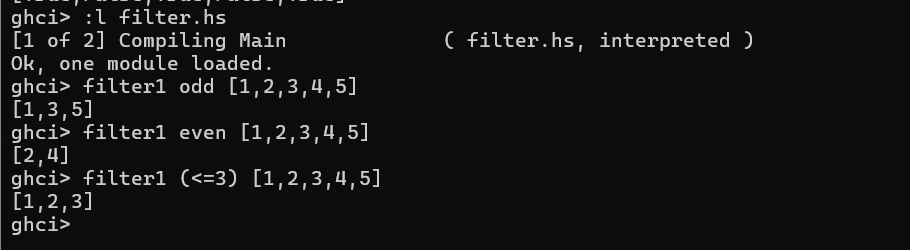 ghci> :l filter.hs
[1 of 2] Compiling Main             ( filter.hs, interpreted )
Ok, one module loaded.
ghci> filter1 odd [1,2,3,4,5]
[1,3,5]
ghci> filter1 even [1,2,3,4,5]
[2,4]
ghci> filter1 (<=3) [1,2,3,4,5]
[1,2,3]
ghci>